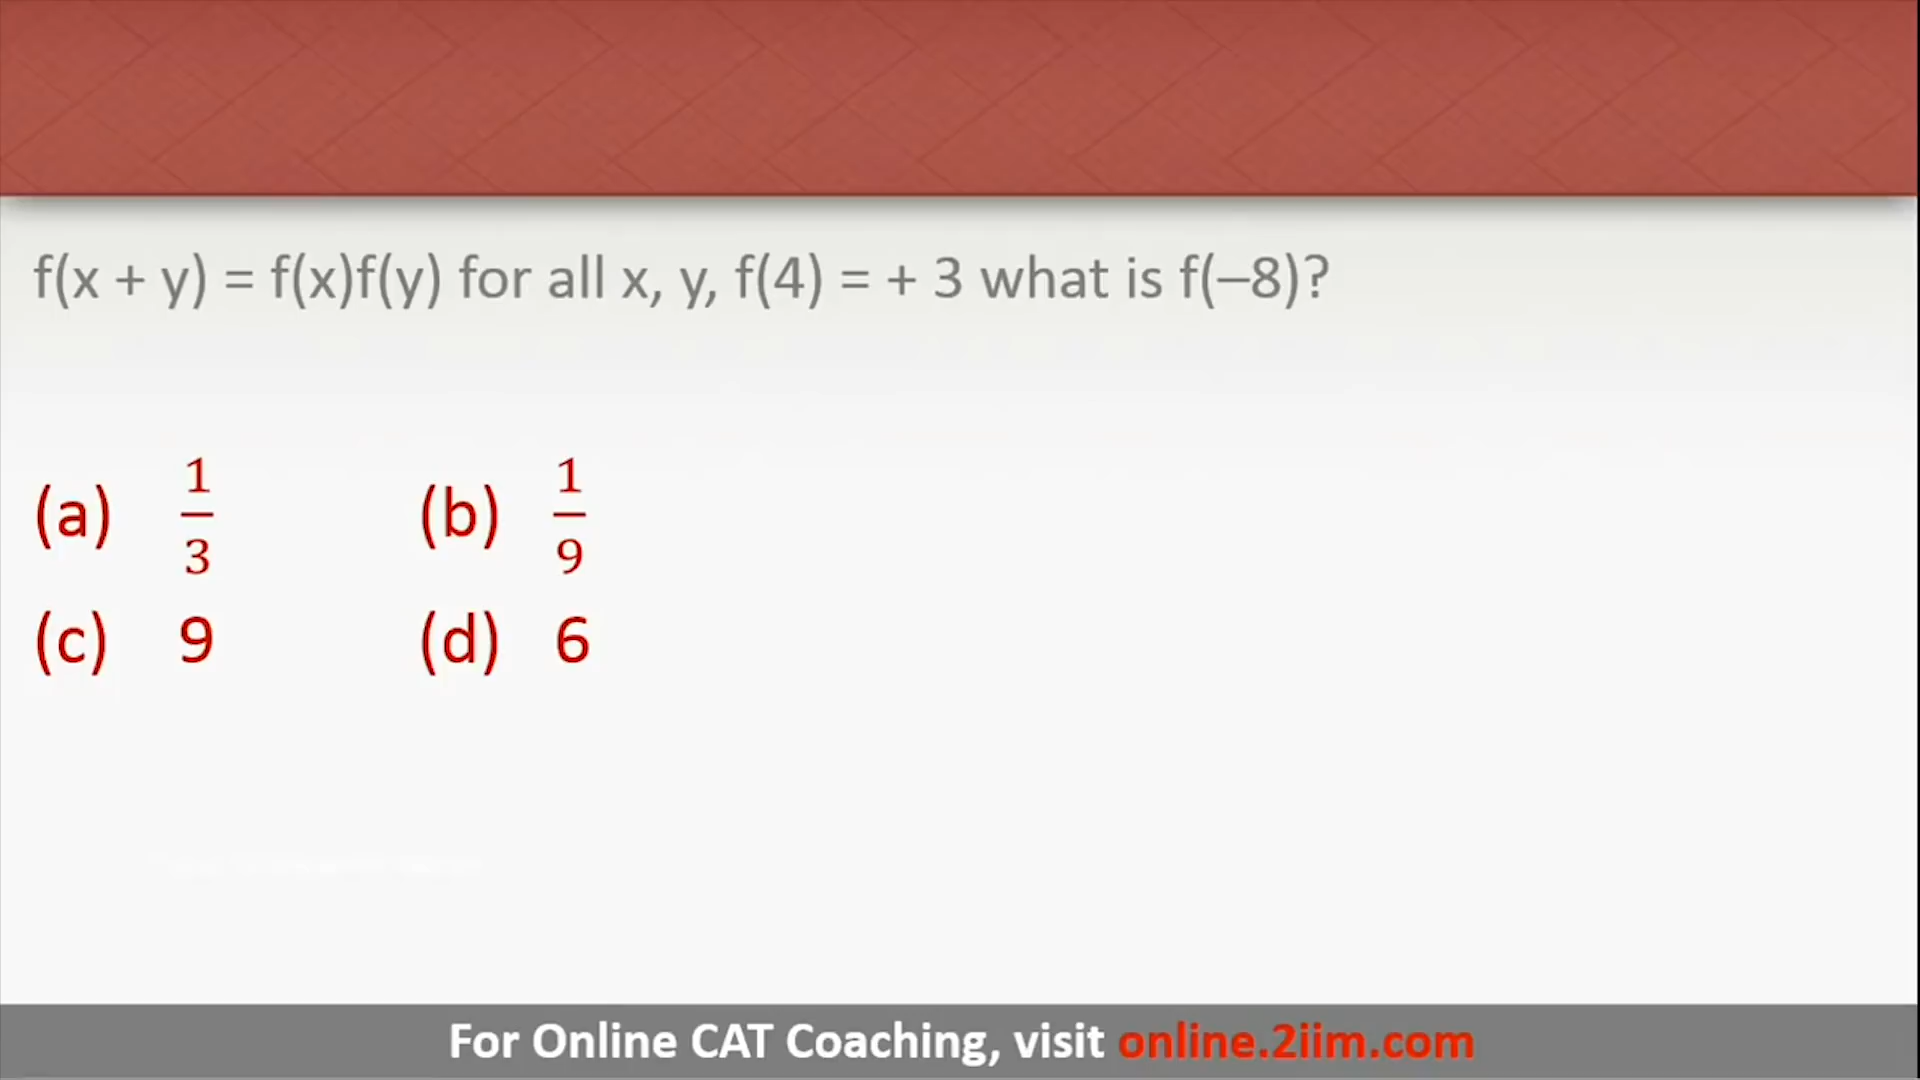 f(x + y) = f(x)f(y) for all x, y, f(4) = + 3 what is f(–8)?
(a) 1/3 (b) 1/9
(c) 9 (d) 6
For Online CAT Coaching, visit online.2iim.com